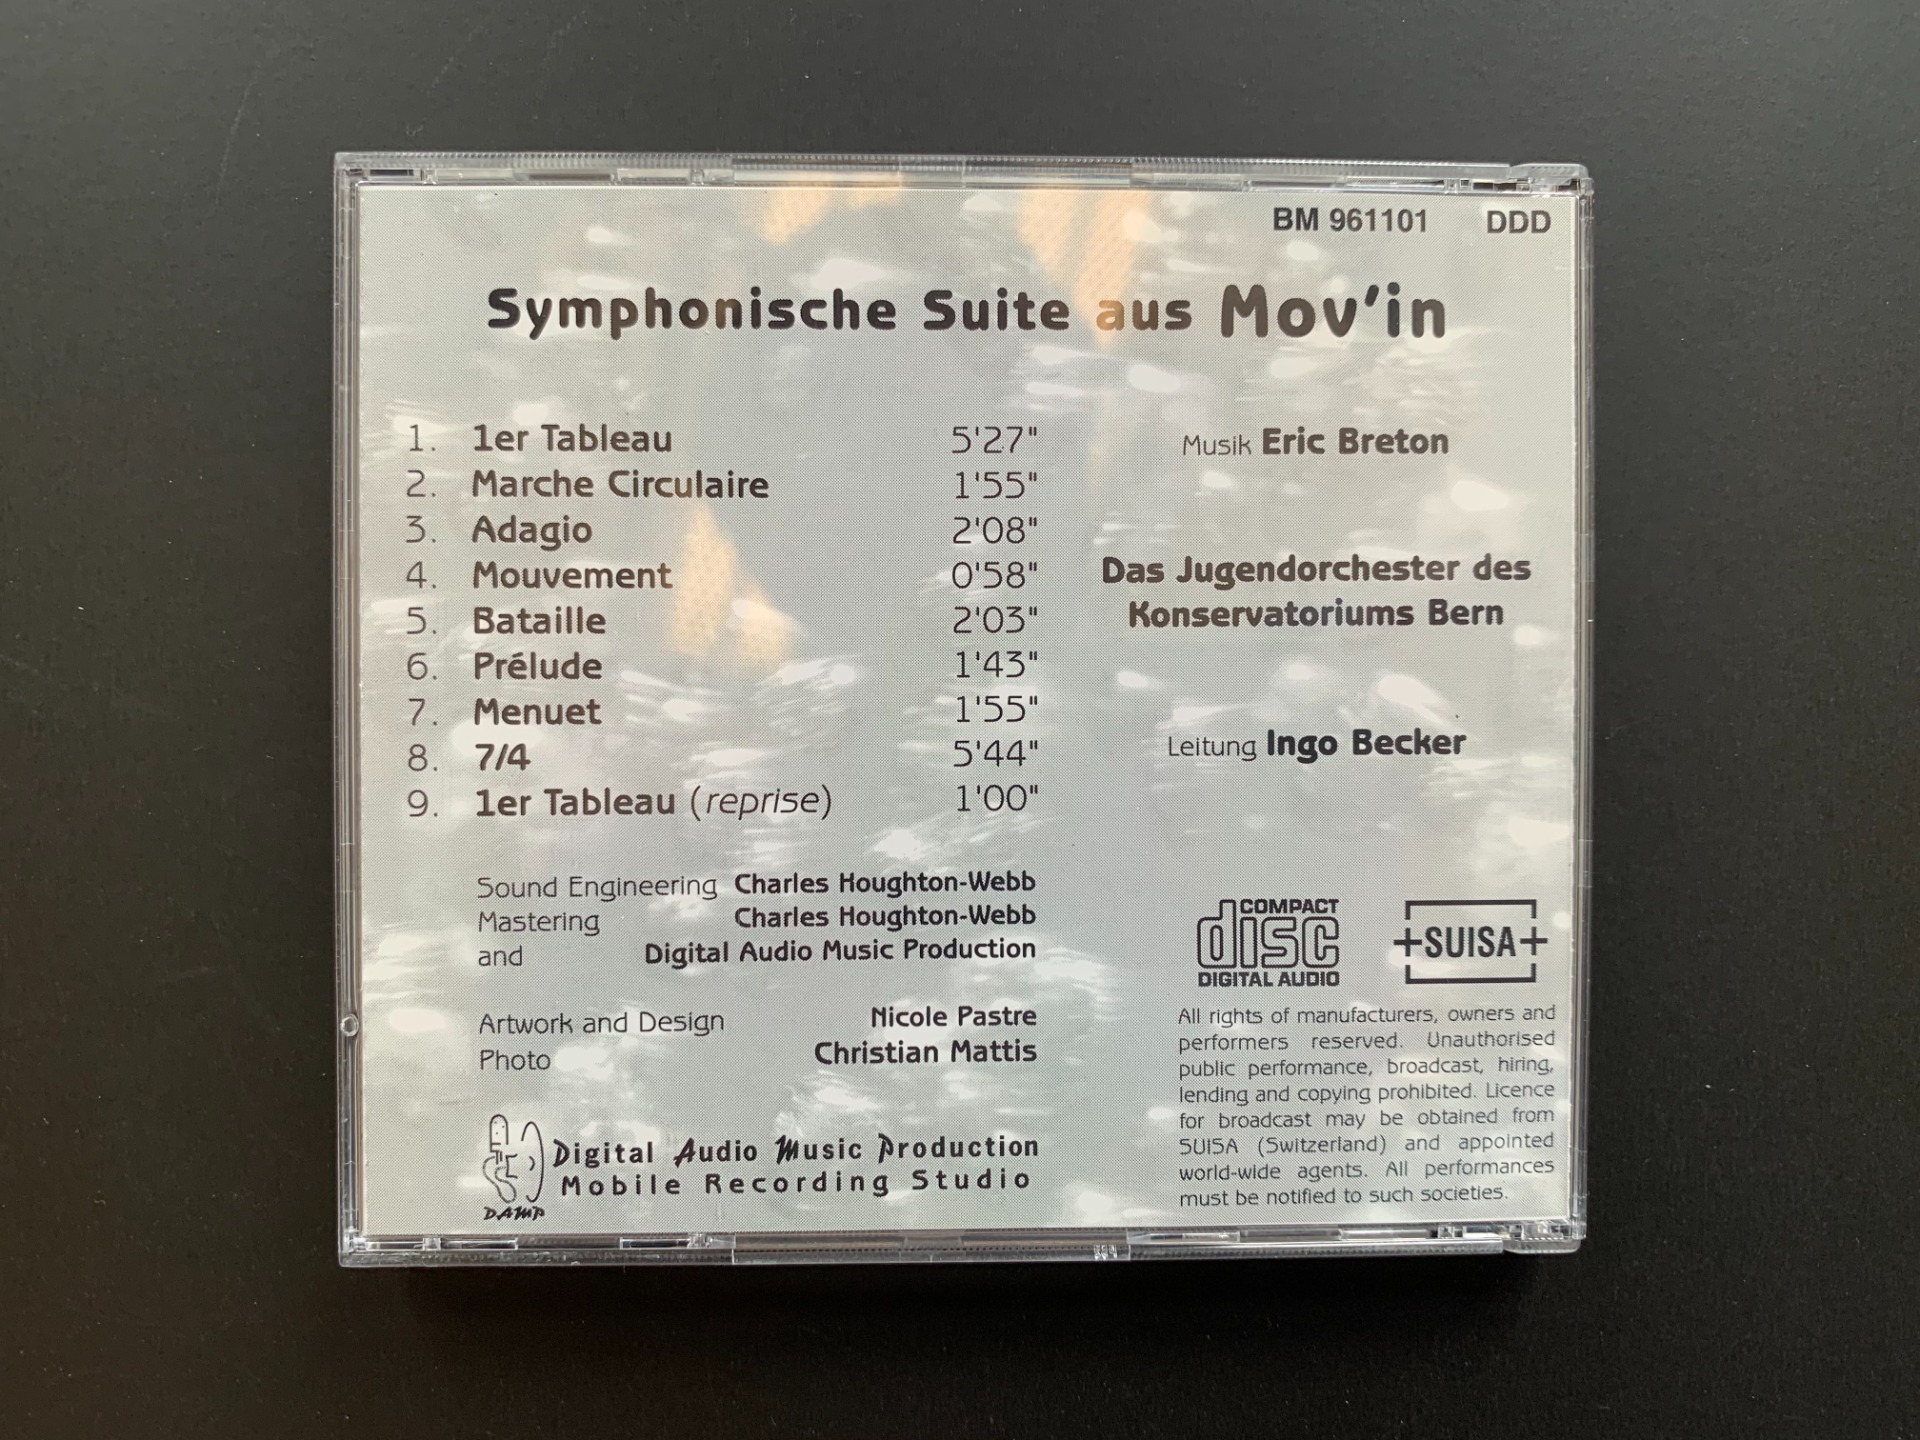 BM 961101 DDD
Symphonische Suite aus Mov'in
1. 1er Tableau 5'27"
2. Marche Circulaire 1'55"
3. Adagio 2'08"
4. Mouvement 0'58"
5. Bataille 2'03"
6. Prélude 1'43"
7. Menuet 1'55"
8. 7/4 5'44"
9. 1er Tableau (reprise) 1'00"
Musik Eric Breton
Das Jugendorchester des
Konservatoriums Bern
Leitung Ingo Becker
Sound Engineering Charles Houghton-Webb
Mastering Charles Houghton-Webb
and Digital Audio Music Production
Artwork and Design Nicole Pastre
Photo Christian Mattis
Digital Audio Music Production
Mobile Recording Studio
DAMP
COMPACT
disc
DIGITAL AUDIO
SUISA
All rights of manufacturers, owners and
performers reserved. Unauthorised
public performance, broadcast, hiring,
lending and copying prohibited. Licence
for broadcast may be obtained from
SUISA (Switzerland) and appointed
world-wide agents. All performances
must be notified to such societies.